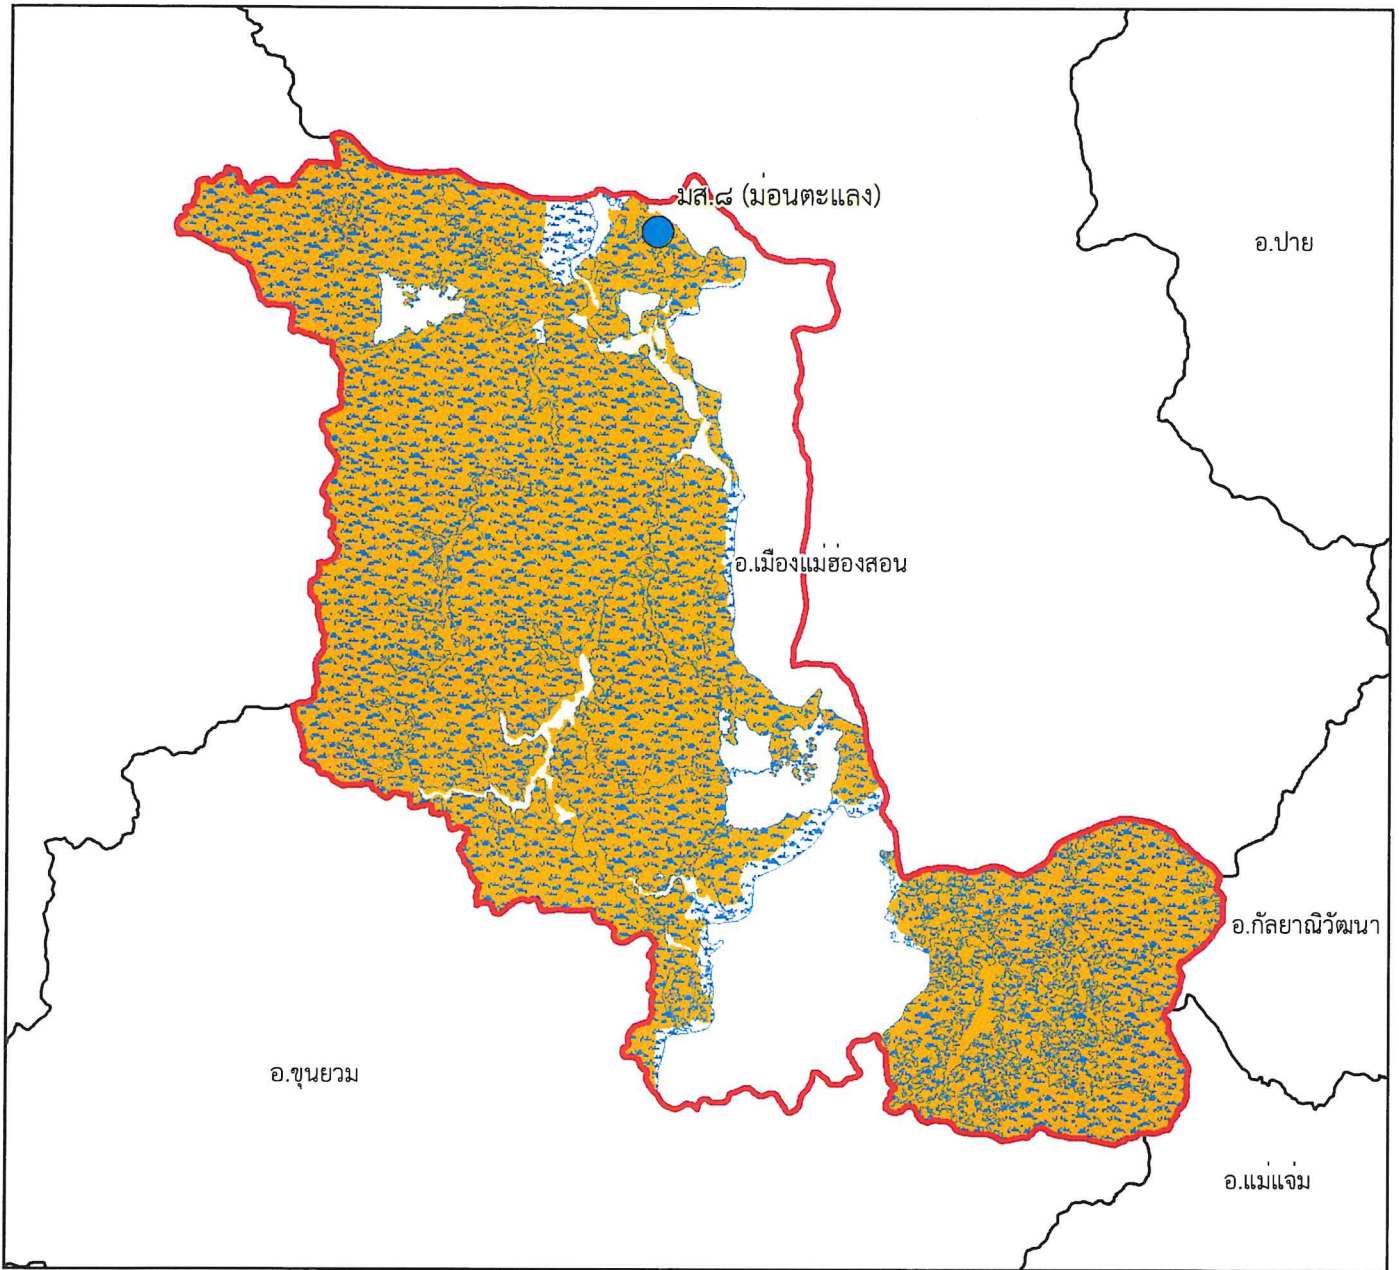 มส.๘ (ม่อนตะแลง)
อ.ปาย
อ.เมืองแม่ฮ่องสอน
อ.กัลยาณิวัฒนา
อ.ขุนยวม
อ.แม่แจ่ม